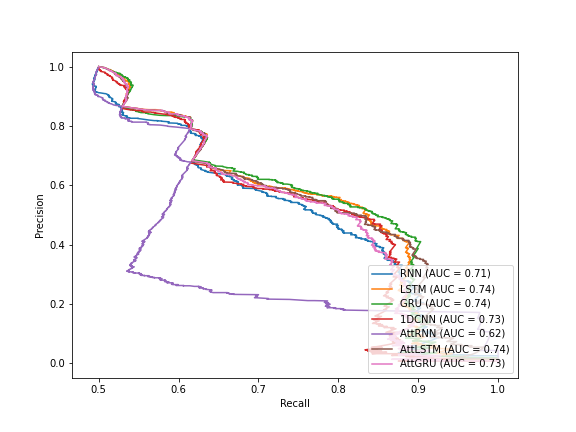 1.0
0.8
0.6
0.4
0.2
0.0
Precision
0.5 0.6 0.7 0.8 0.9 1.0
Recall
RNN (AUC = 0.71)
LSTM (AUC = 0.74)
GRU (AUC = 0.74)
1DCNN (AUC = 0.73)
AttRNN (AUC = 0.62)
AttLSTM (AUC = 0.74)
AttGRU (AUC = 0.73)